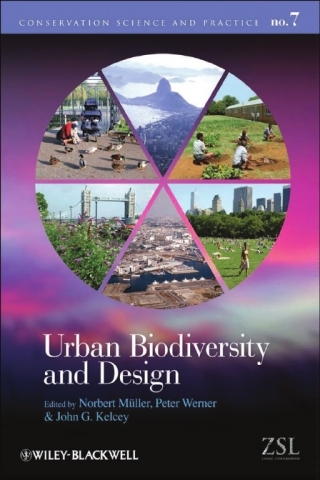 CONSERVATION SCIENCE AND PRACTICE no. 7
Urban Biodiversity
and Design
Edited by Norbert Müller, Peter Werner
& John G. Kelcey
WILEY-BLACKWELL
ZSL